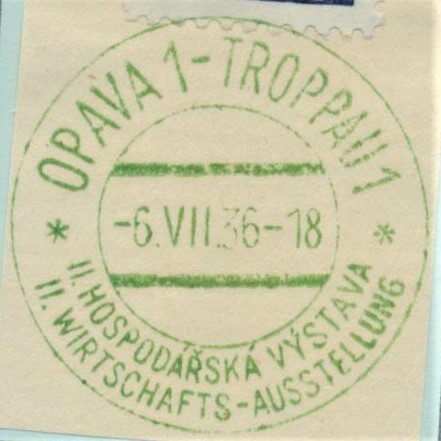 OPAVA 1 - TROPPAU 1
-6.VII.36-18
II. HOSPODÁŘSKÁ VÝSTAVA
II. WIRTSCHAFTS-AUSSTELLUNG